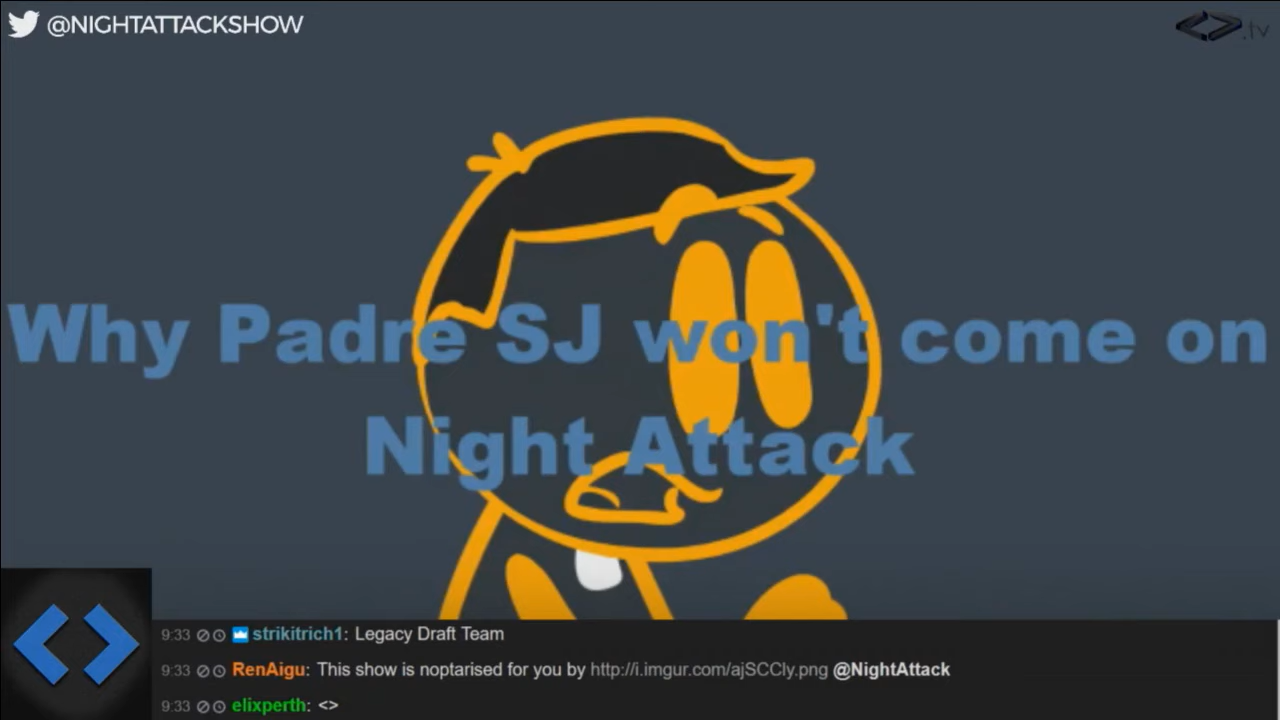 @NIGHTATTACKSHOW
<>.tv
Why Padre SJ won't come on
Night Attack
9:33 strikitrich1: Legacy Draft Team
9:33 RenAigu: This show is noptarised for you by http://i.imgur.com/ajSCCly.png @NightAttack
9:33 elixperth: <>